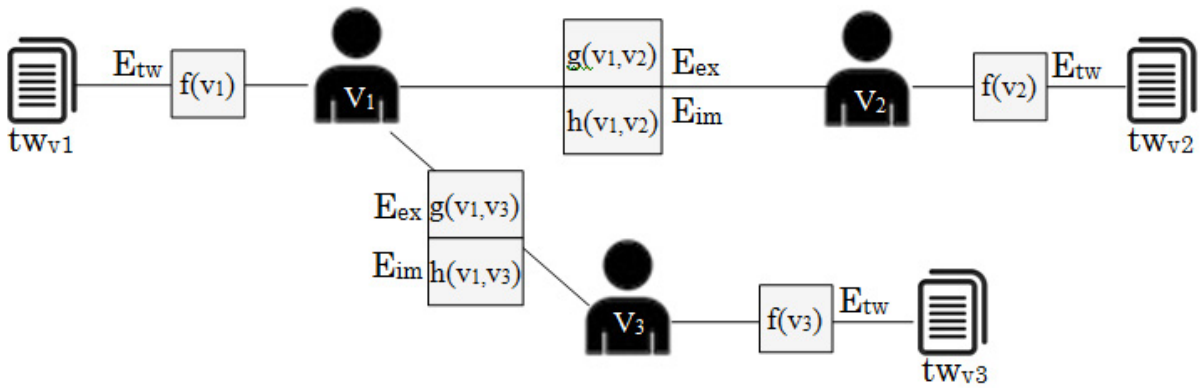 E_tw f(v₁) V₁ g(v₁,v₂) E_ex V₂ f(v₂) E_tw
h(v₁,v₂) E_im
tw_v1 tw_v2
E_ex g(v₁,v₃)
E_im h(v₁,v₃)
V₃ f(v₃) E_tw
tw_v3